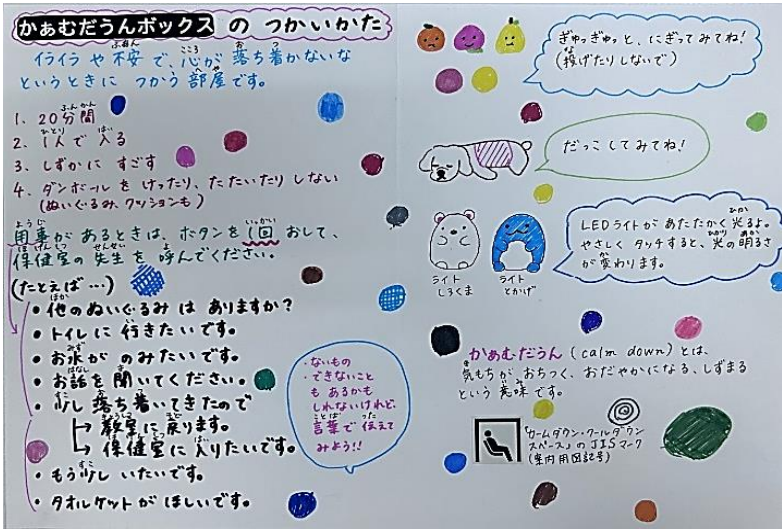 かぁむだうんボックス の つかいかた
イライラ や 不安 で、心が 落ち着かないな
というときに つかう 部屋です。
1. 20分間
2. 1人で 入る
3. しずかに すごす
4. ダンボール を けったり、たたいたり しない
(ぬいぐるみ、クッションも)
用事が あるときは、ボタンを 1回 おして、
保健室の 先生を 呼んでください。
(たとえば…)
・他のぬいぐるみ は ありますか?
・トイレに 行きたいです。
・お水が のみたいです。
・お話を 聞いてください。
・少し 落ち着いてきたので
→ 教室に 戻ります。
→ 保健室に 入りたいです。
・もう少し いたいです。
・タオルケットが ほしいです。
・ないもの
・できないこと
も あるかも
しれないけれど、
言葉で 伝えて
みよう!!
ぎゅっぎゅっと、にぎってみてね!
(投げたりしないで)
だっこ してみてね!
LEDライトが あたたかく 光るよ。
やさしく タッチすると、光の 明るさ
が 変わります。
ライト
しろくま
ライト
とかげ
かぁむだうん (calm down) とは、
気もちが おちつく、おだやかになる、しずまる
という 意味です。
「カームダウン・クールダウン
スペース」の JISマーク
(案内用図記号)